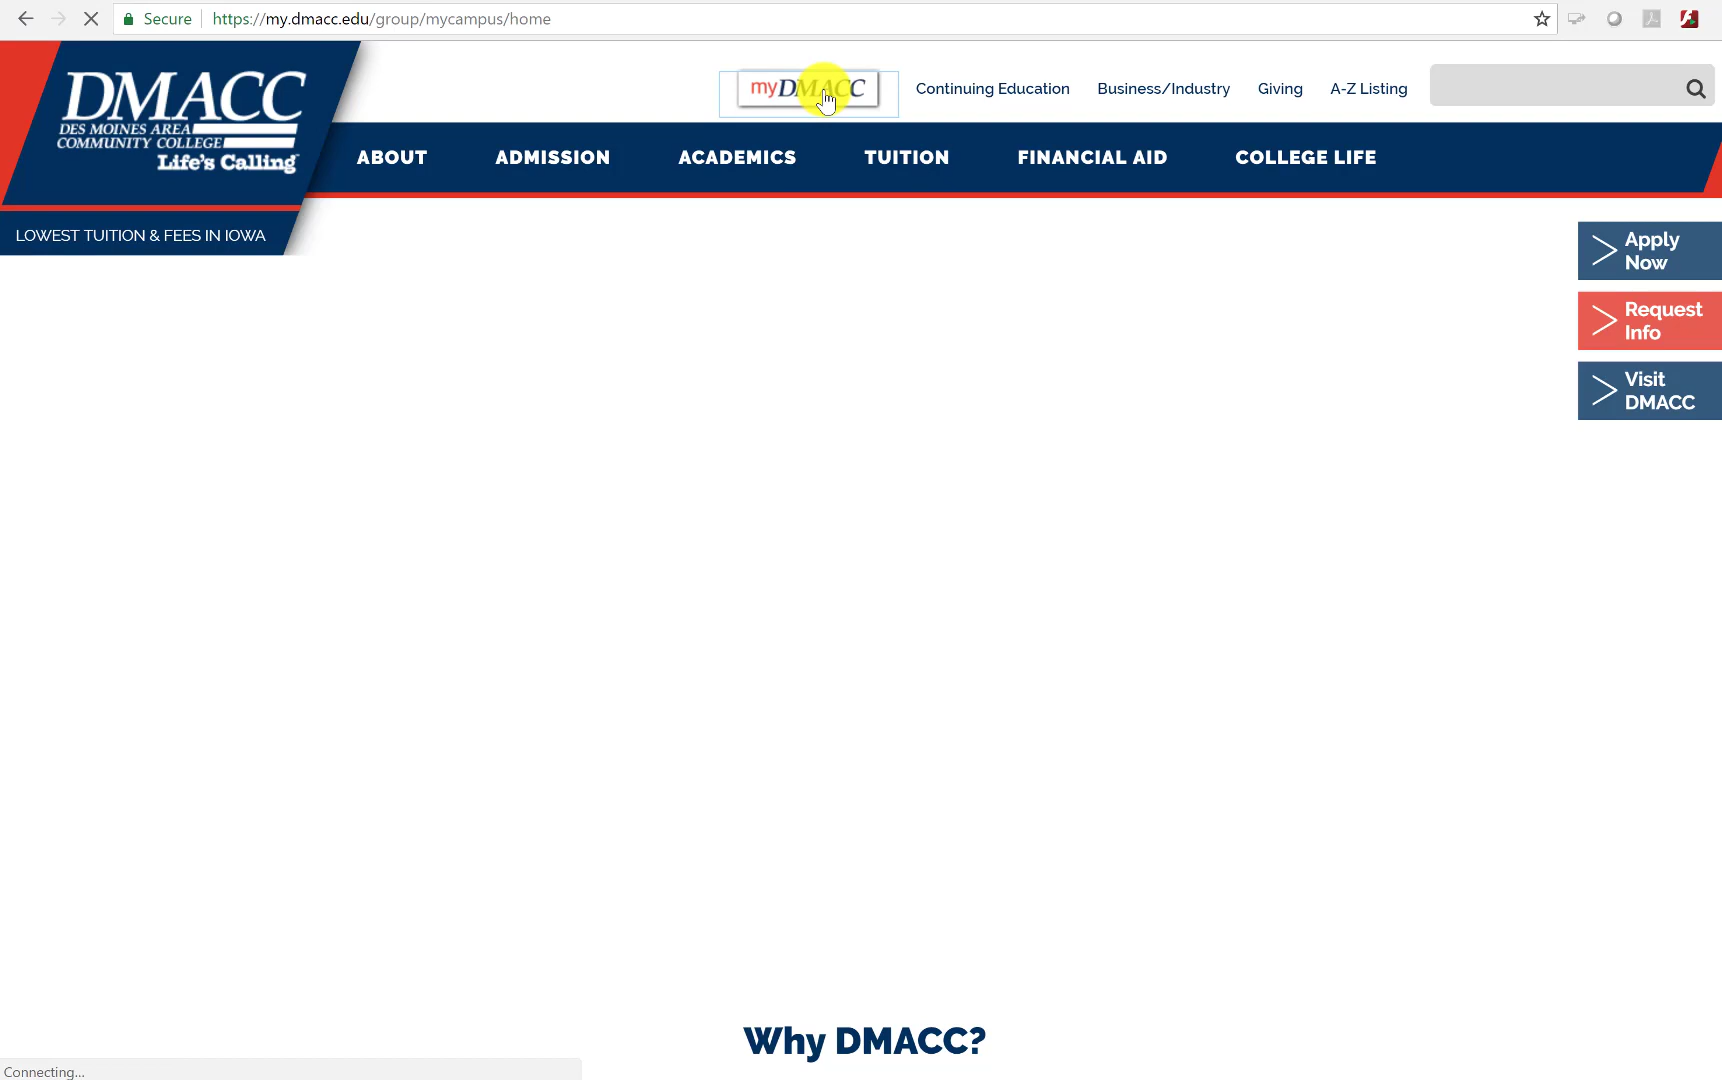 Secure https://my.dmacc.edu/group/mycampus/home
DMACC
DES MOINES AREA
COMMUNITY COLLEGE
Life's Calling
LOWEST TUITION & FEES IN IOWA
myDMACC Continuing Education Business/Industry Giving A-Z Listing
ABOUT ADMISSION ACADEMICS TUITION FINANCIAL AID COLLEGE LIFE
Apply
Now
Request
Info
Visit
DMACC
Why DMACC?
Connecting...